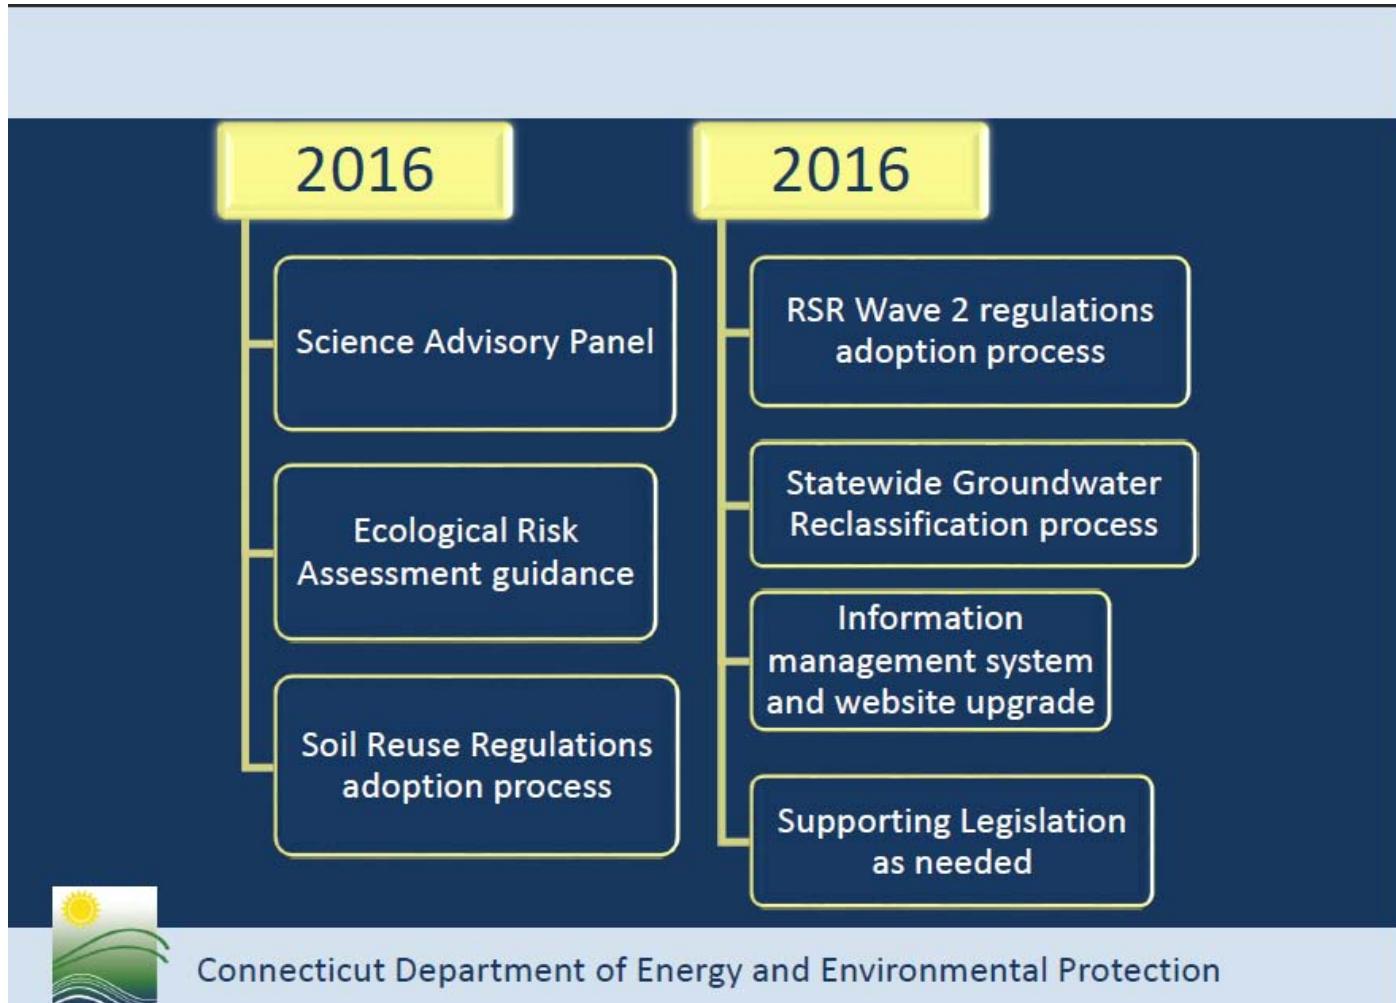 2016
Science Advisory Panel
Ecological Risk
Assessment guidance
Soil Reuse Regulations
adoption process
2016
RSR Wave 2 regulations
adoption process
Statewide Groundwater
Reclassification process
Information
management system
and website upgrade
Supporting Legislation
as needed
Connecticut Department of Energy and Environmental Protection